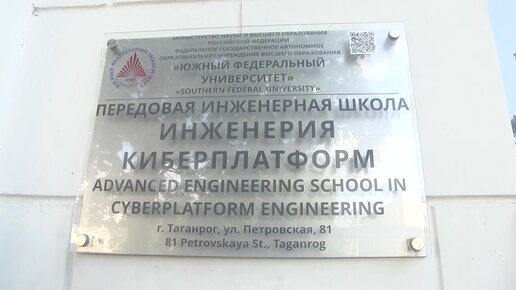 МИНИСТЕРСТВО НАУКИ И ВЫСШЕГО ОБРАЗОВАНИЯ
РОССИЙСКОЙ ФЕДЕРАЦИИ
ФЕДЕРАЛЬНОЕ ГОСУДАРСТВЕННОЕ АВТОНОМНОЕ
ОБРАЗОВАТЕЛЬНОЕ УЧРЕЖДЕНИЕ ВЫСШЕГО ОБРАЗОВАНИЯ
«ЮЖНЫЙ ФЕДЕРАЛЬНЫЙ
УНИВЕРСИТЕТ»
«SOUTHERN FEDERAL UNIVERSITY»
ПЕРЕДОВАЯ ИНЖЕНЕРНАЯ ШКОЛА
ИНЖЕНЕРИЯ
КИБЕРПЛАТФОРМ
ADVANCED ENGINEERING SCHOOL IN
CYBERPLATFORM ENGINEERING
г. Таганрог, ул. Петровская, 81
81 Petrovskaya St., Taganrog